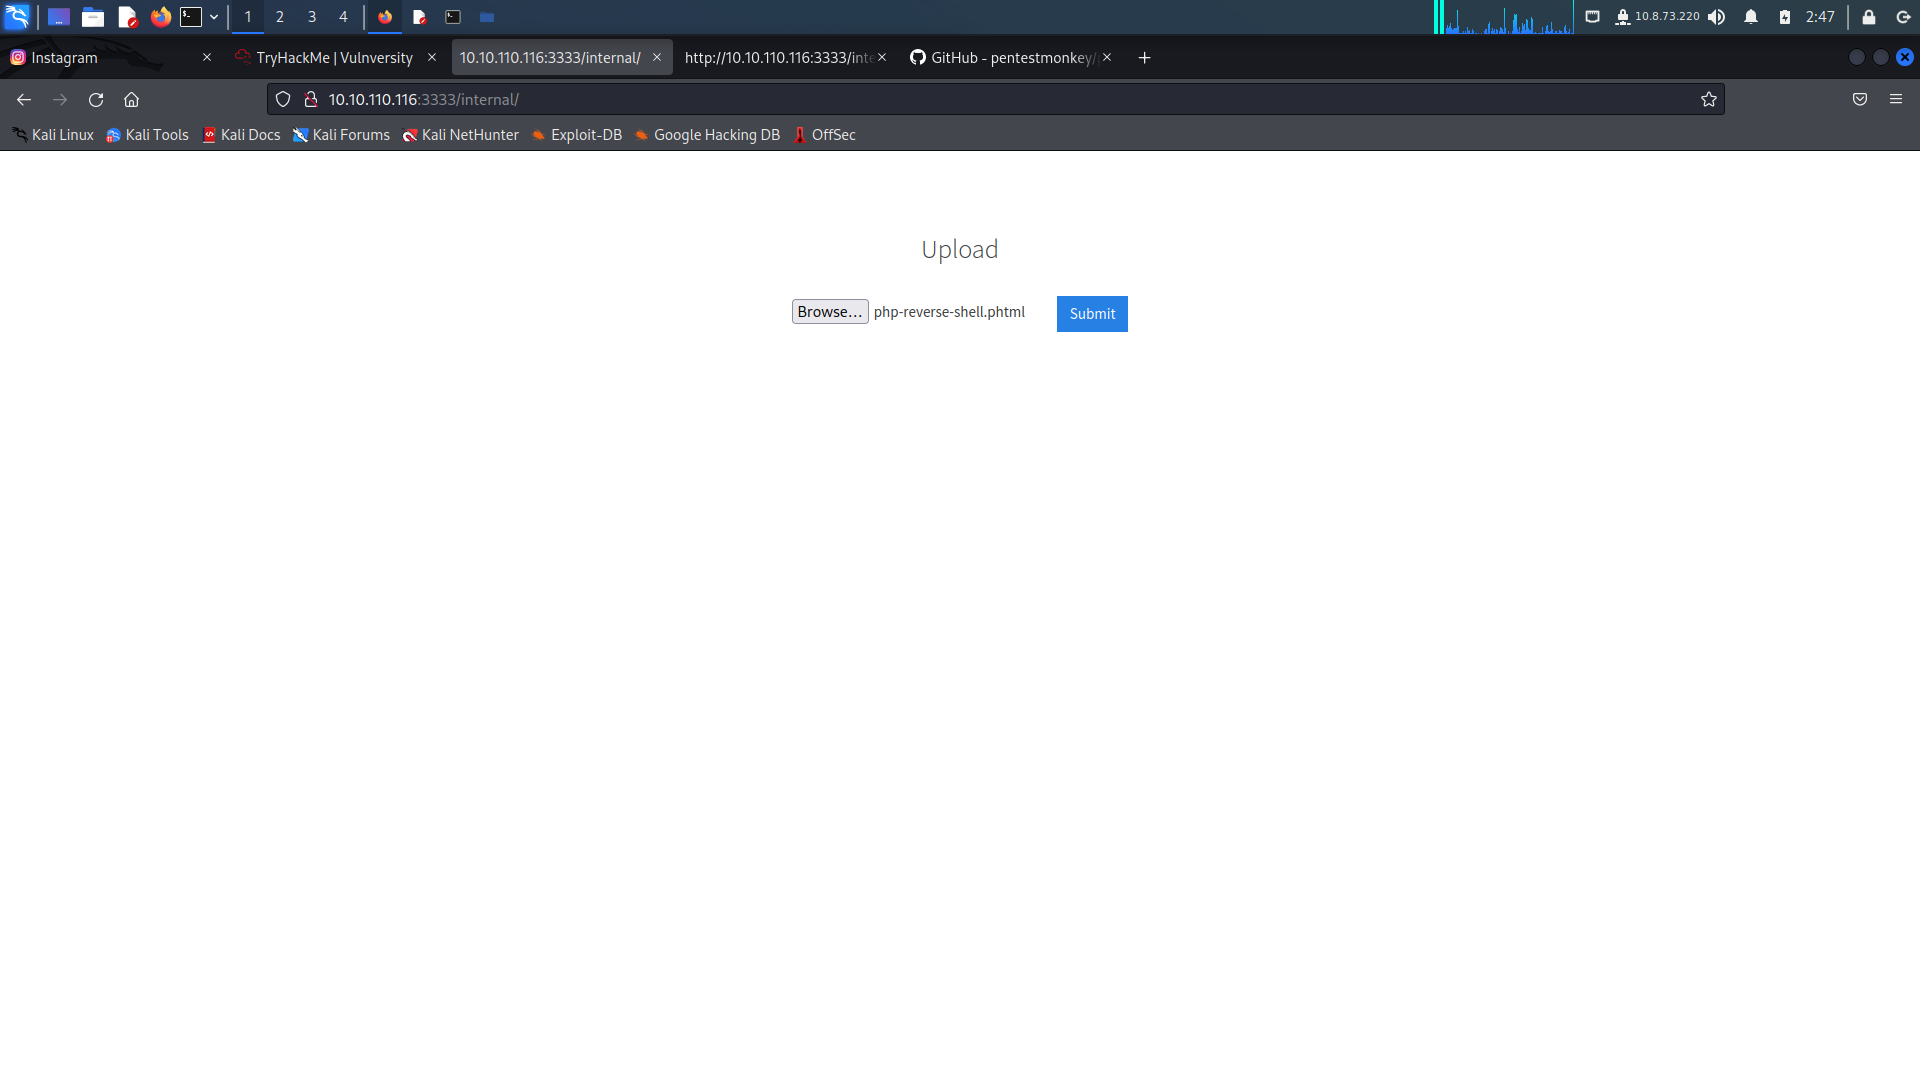 1 2 3 4 10.8.73.220 2:47
Instagram TryHackMe | Vulnversity 10.10.110.116:3333/internal/ http://10.10.110.116:3333/inte GitHub - pentestmonkey/
10.10.110.116:3333/internal/
Kali Linux Kali Tools Kali Docs Kali Forums Kali NetHunter Exploit-DB Google Hacking DB OffSec
Upload
Browse... php-reverse-shell.phtml Submit